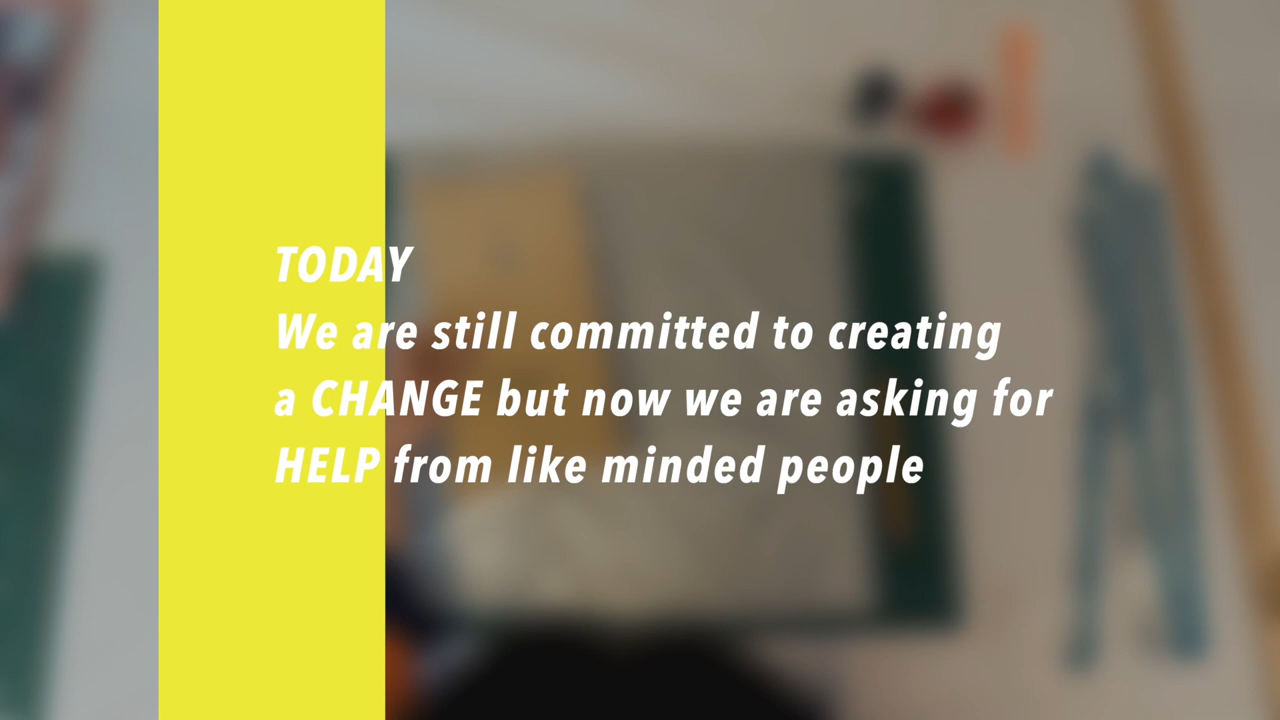 TODAY
We are still committed to creating
a CHANGE but now we are asking for
HELP from like minded people